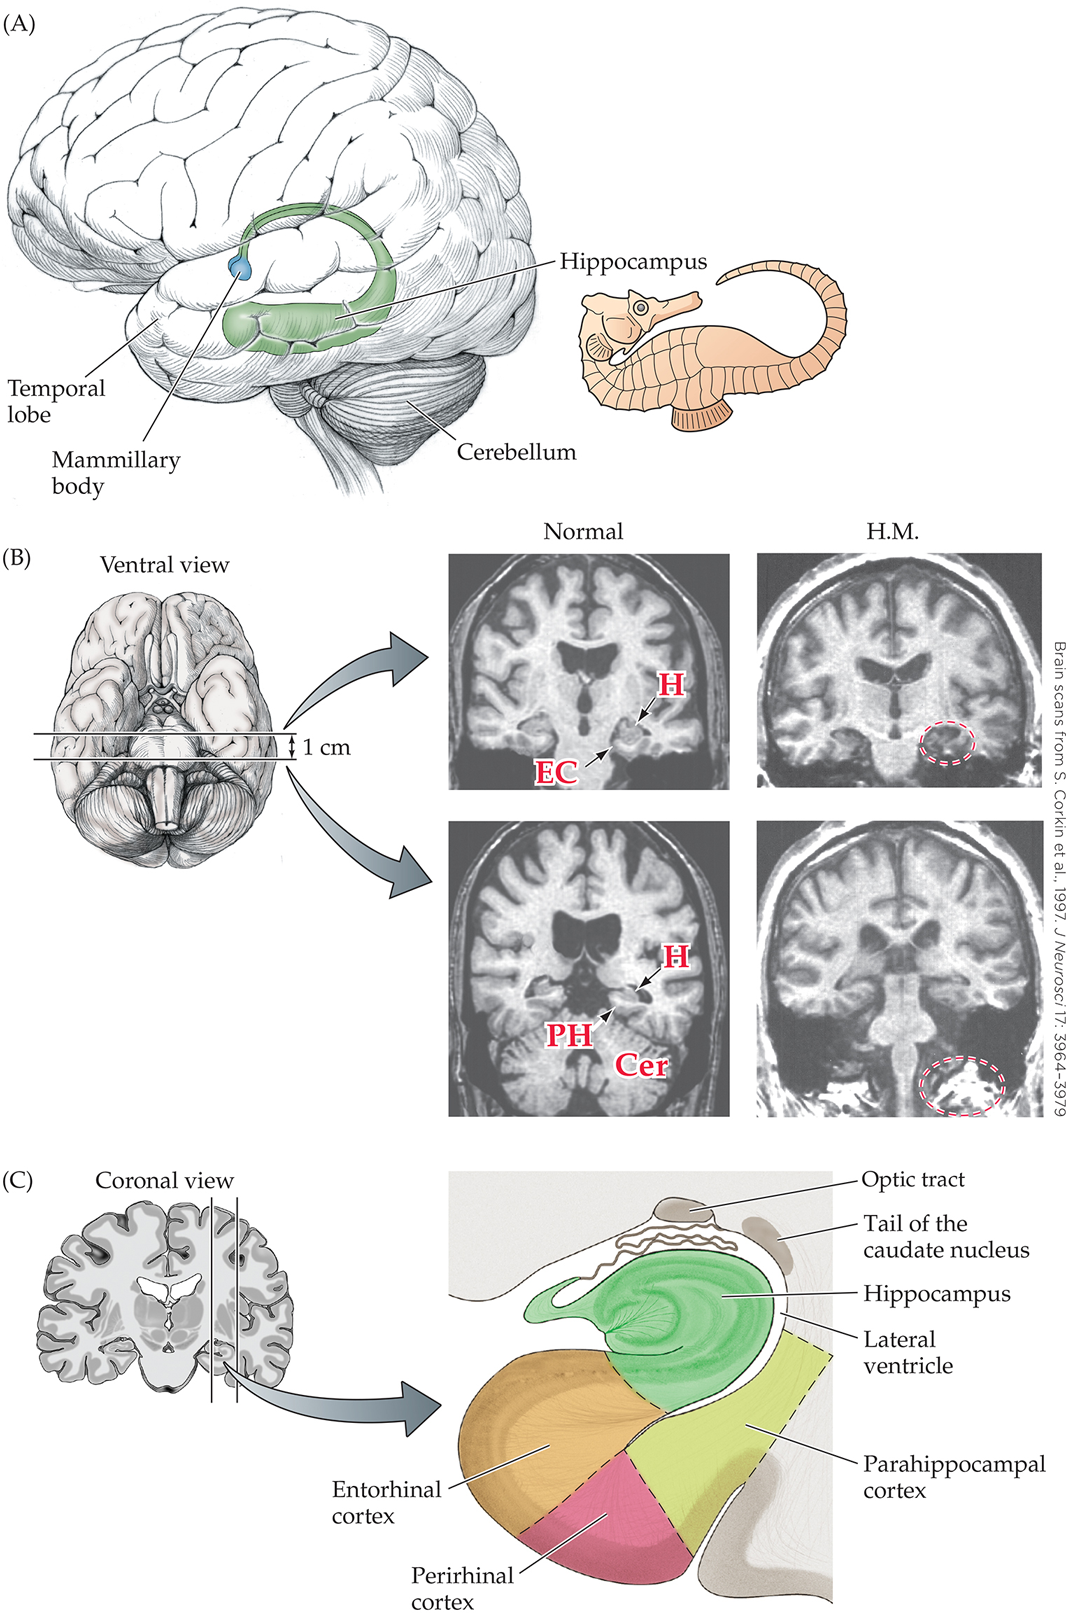 (A)
Hippocampus
Temporal
lobe
Mammillary
body
Cerebellum
(B)
Ventral view
1 cm
Normal
H.M.
H
EC
H
PH
Cer
Brain scans from S. Corkin et al., 1997. J Neurosci 17: 3964–3979
(C)
Coronal view
Optic tract
Tail of the
caudate nucleus
Hippocampus
Lateral
ventricle
Parahippocampal
cortex
Entorhinal
cortex
Perirhinal
cortex